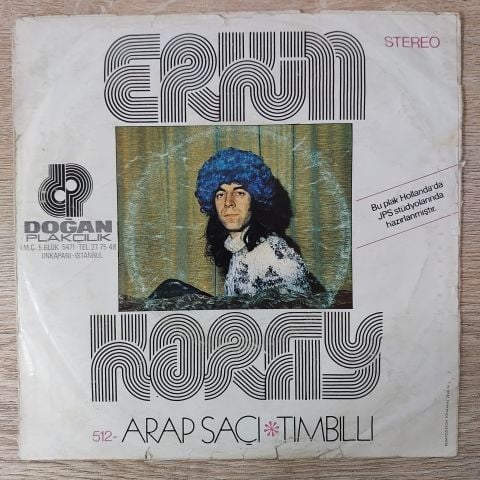 ERKIN
STEREO
DOĞAN
PLAKÇILIK
İ.M.Ç. 5.BLOK 5471-TEL 27 75 48
UNKAPANI-İSTANBUL
Bu plak Hollanda'da
JPS stüdyolarında
hazırlanmıştır.
KORAY
512- ARAP SAÇI * TIMBILLI